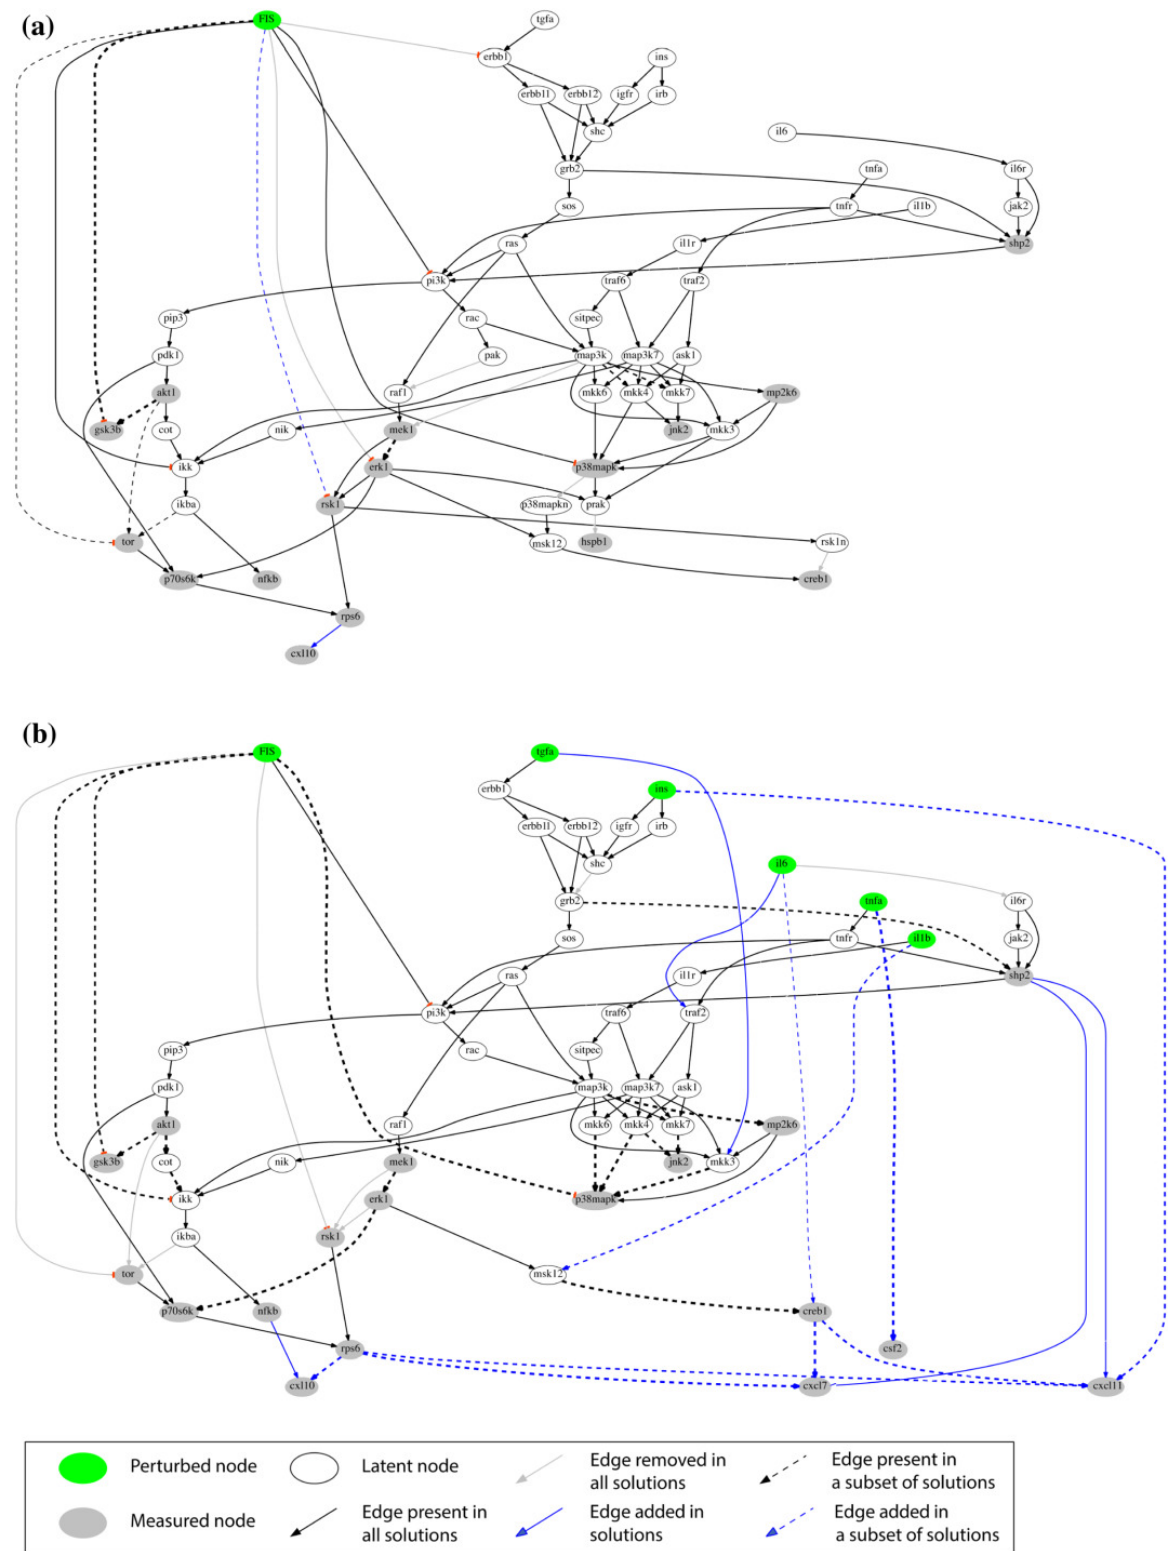 (a)
FIS
tgfa
erbb1
ins
erbb11
erbb12
igfr
irb
shc
il6
grb2
tnfa
il6r
sos
tnfr
il1b
jak2
ras
il1r
shp2
pi3k
traf6
traf2
pip3
rac
sitpec
pdk1
pak
map3k
map3k7
ask1
akt1
raf1
mkk6
mkk4
mkk7
mp2k6
gsk3b
cot
nik
mek1
jnk2
mkk3
ikk
erk1
p38mapk
ikba
rsk1
p38mapkn
prak
tor
msk12
hspb1
rsk1n
p70s6k
nfkb
creb1
rps6
cxl10
(b)
FIS
tgfa
erbb1
ins
erbb11
erbb12
igfr
irb
shc
il6
grb2
tnfa
il6r
sos
tnfr
il1b
jak2
ras
il1r
shp2
pi3k
traf6
traf2
pip3
rac
sitpec
pdk1
map3k
map3k7
ask1
akt1
raf1
mkk6
mkk4
mkk7
mp2k6
gsk3b
cot
nik
mek1
jnk2
mkk3
ikk
erk1
p38mapk
ikba
rsk1
tor
msk12
p70s6k
nfkb
creb1
rps6
csf2
cxl10
cxcl7
cxcl11
Perturbed node
Latent node
Edge removed in
all solutions
Edge present in
a subset of solutions
Measured node
Edge present in
all solutions
Edge added in
solutions
Edge added in
a subset of solutions